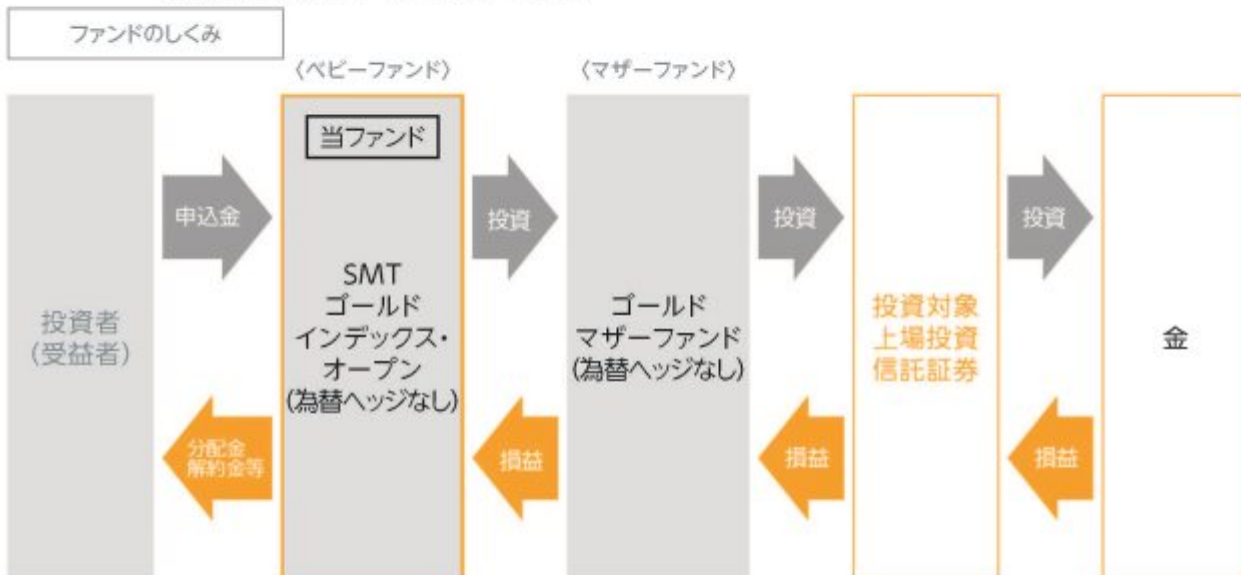 ファンドのしくみ
〈ベビーファンド〉
〈マザーファンド〉
投資者
(受益者)
申込金
分配金
解約金等
当ファンド
SMT
ゴールド
インデックス・
オープン
(為替ヘッジなし)
投資
損益
ゴールド
マザーファンド
(為替ヘッジなし)
投資
損益
投資対象
上場投資
信託証券
投資
損益
金